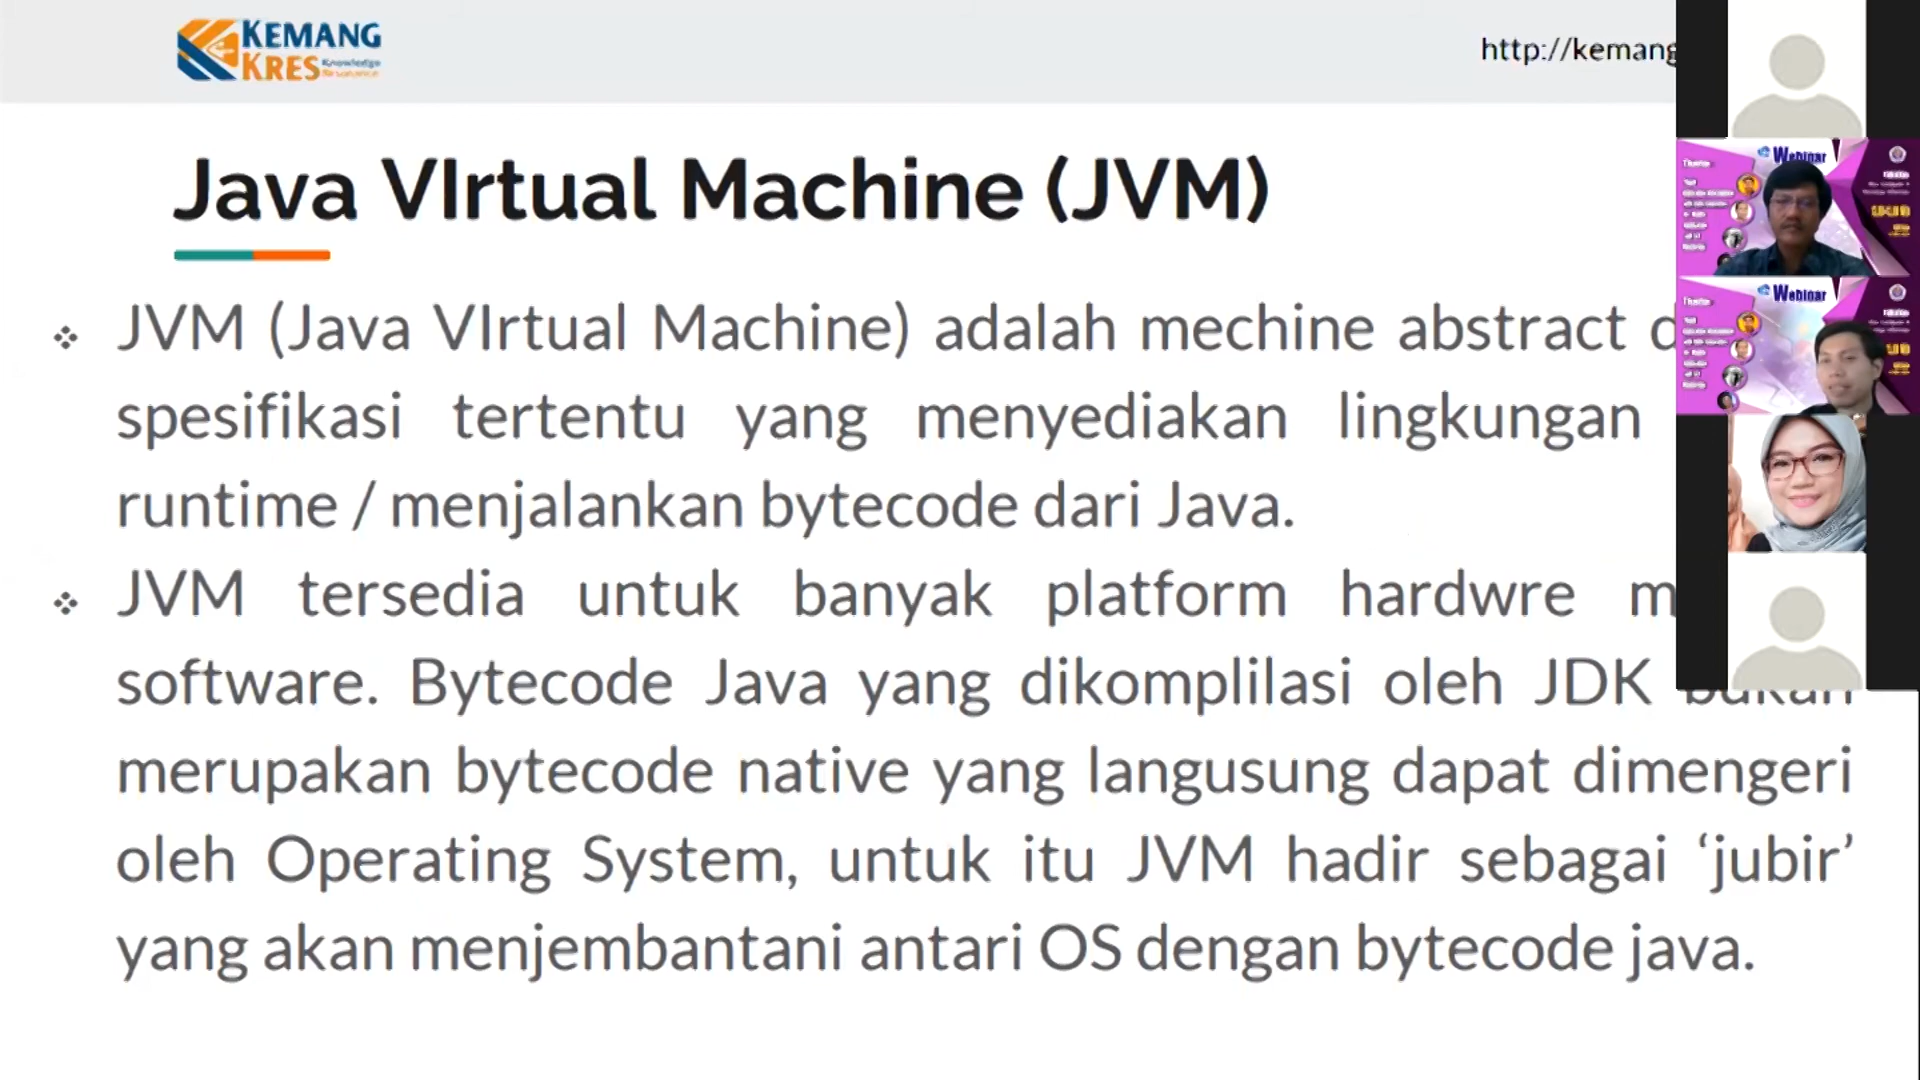 KEMANG
KRES Knowledge
http://kemang
Java VIrtual Machine (JVM)
JVM (Java VIrtual Machine) adalah mechine abstract
spesifikasi tertentu yang menyediakan lingkungan
runtime / menjalankan bytecode dari Java.
JVM tersedia untuk banyak platform hardwre
software. Bytecode Java yang dikomplilasi oleh JDK bukan
merupakan bytecode native yang langusung dapat dimengeri
oleh Operating System, untuk itu JVM hadir sebagai ‘jubir’
yang akan menjembantani antari OS dengan bytecode java.
Webinar
Webinar